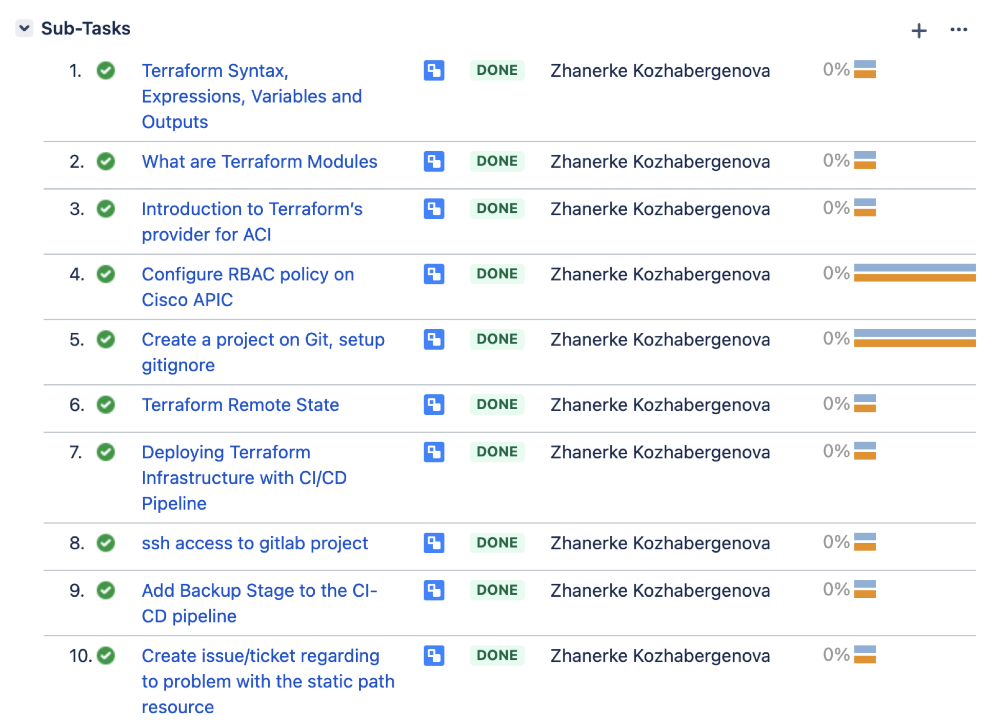 Sub-Tasks
1. Terraform Syntax, DONE Zhanerke Kozhabergenova 0%
Expressions, Variables and
Outputs
2. What are Terraform Modules DONE Zhanerke Kozhabergenova 0%
3. Introduction to Terraform’s DONE Zhanerke Kozhabergenova 0%
provider for ACI
4. Configure RBAC policy on DONE Zhanerke Kozhabergenova 0%
Cisco APIC
5. Create a project on Git, setup DONE Zhanerke Kozhabergenova 0%
gitignore
6. Terraform Remote State DONE Zhanerke Kozhabergenova 0%
7. Deploying Terraform DONE Zhanerke Kozhabergenova 0%
Infrastructure with CI/CD
Pipeline
8. ssh access to gitlab project DONE Zhanerke Kozhabergenova 0%
9. Add Backup Stage to the CI- DONE Zhanerke Kozhabergenova 0%
CD pipeline
10. Create issue/ticket regarding DONE Zhanerke Kozhabergenova 0%
to problem with the static path
resource